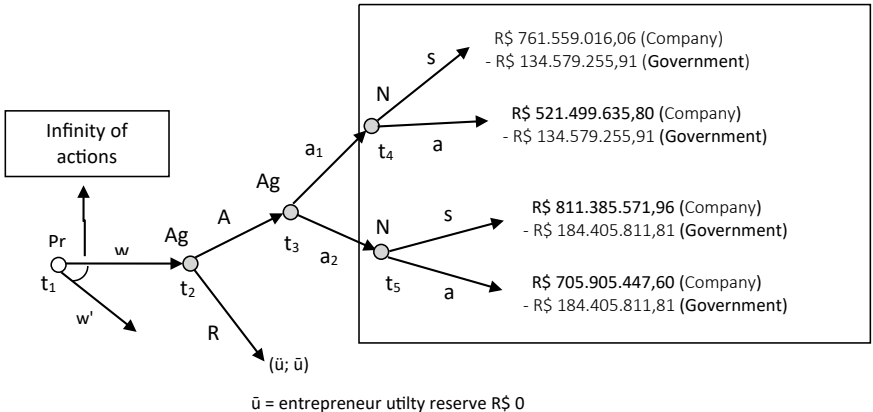 R$ 761.559.016,06 (Company)
- R$ 134.579.255,91 (Government)
s
N
R$ 521.499.635,80 (Company)
- R$ 134.579.255,91 (Government)
a
t4
Infinity of
actions
a1
Ag
A
t3
N
s
R$ 811.385.571,96 (Company)
- R$ 184.405.811,81 (Government)
a2
t5
a
R$ 705.905.447,60 (Company)
- R$ 184.405.811,81 (Government)
Pr
w
Ag
t1
t2
w'
R
(ü; ū)
ū = entrepreneur utilty reserve R$ 0